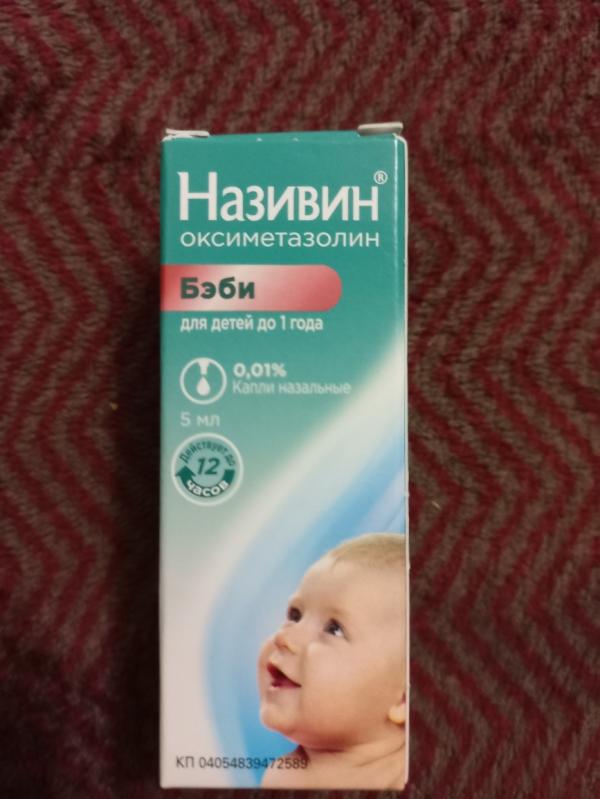 Називин®
оксиметазолин
Бэби
для детей до 1 года
0,01%
Капли назальные
5 мл
Действует до
12
часов
КП 04054839472589